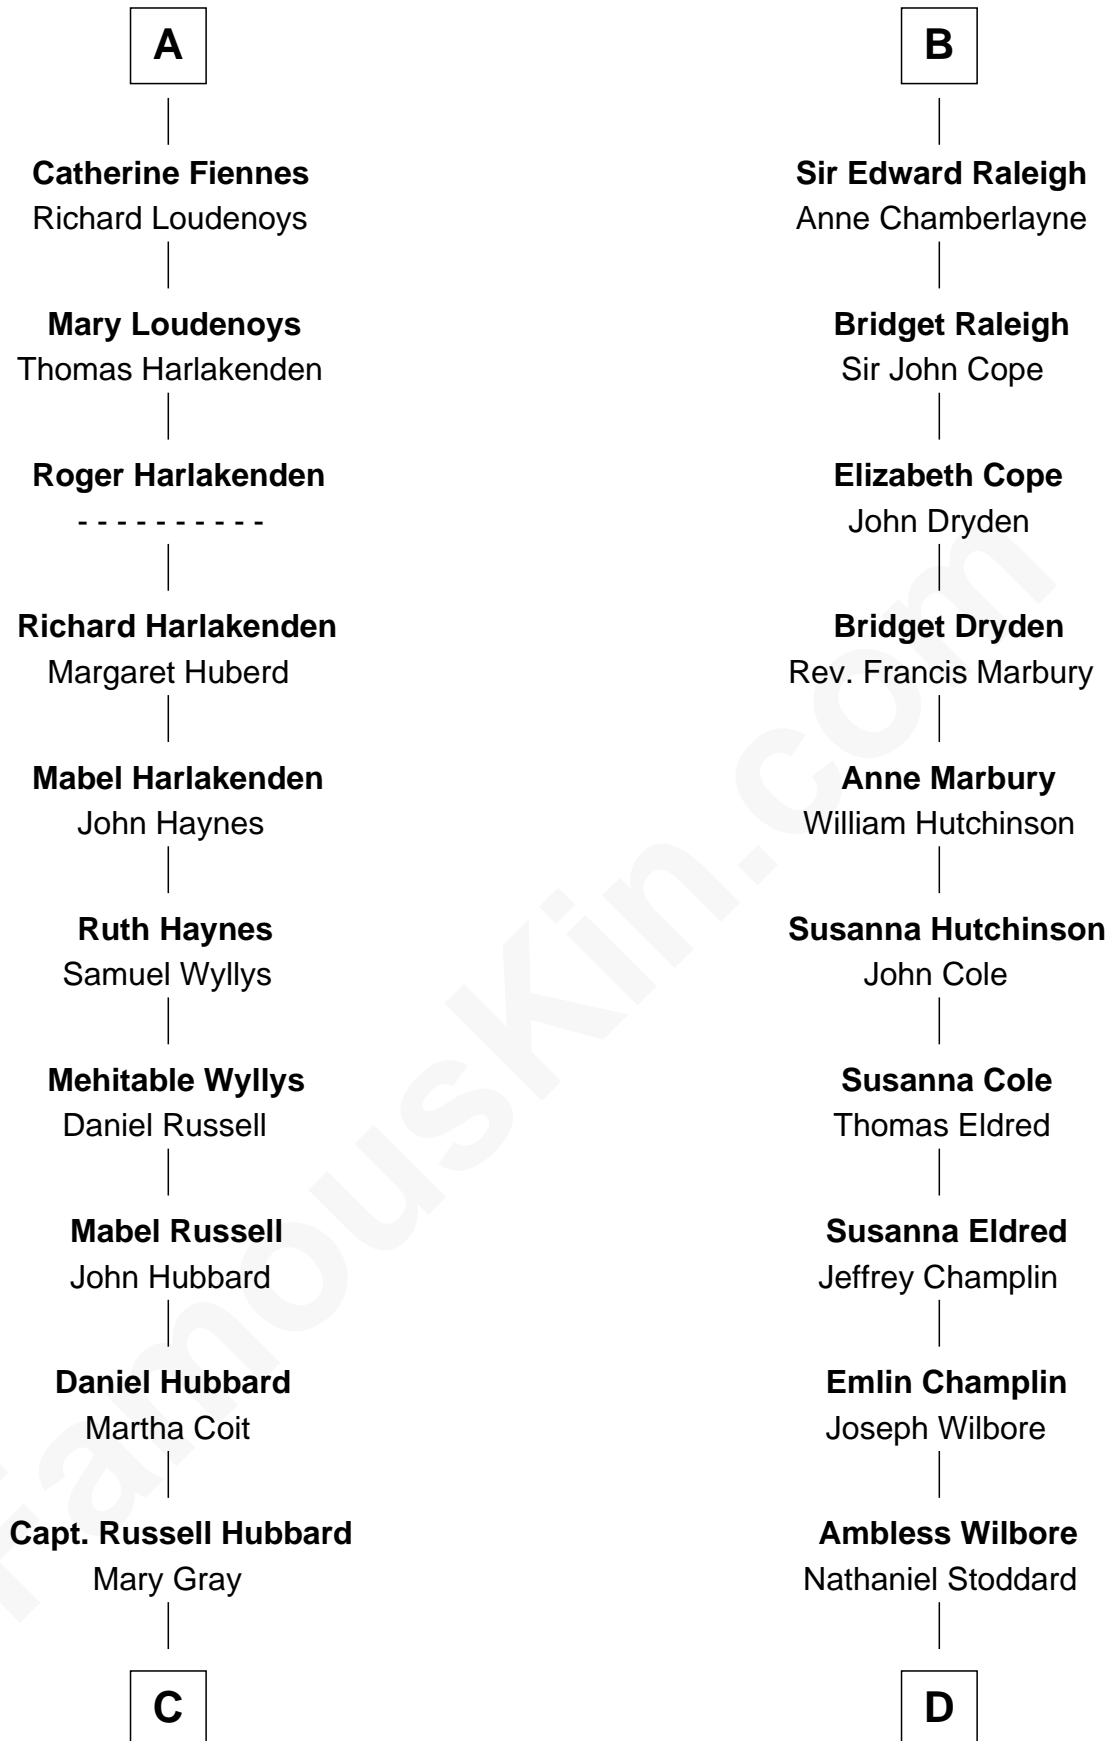 A
Catherine Fiennes
Richard Loudenoys
Mary Loudenoys
Thomas Harlakenden
Roger Harlakenden
- - - - - - - - - -
Richard Harlakenden
Margaret Huberd
Mabel Harlakenden
John Haynes
Ruth Haynes
Samuel Wyllys
Mehitable Wyllys
Daniel Russell
Mabel Russell
John Hubbard
Daniel Hubbard
Martha Coit
Capt. Russell Hubbard
Mary Gray
C
B
Sir Edward Raleigh
Anne Chamberlayne
Bridget Raleigh
Sir John Cope
Elizabeth Cope
John Dryden
Bridget Dryden
Rev. Francis Marbury
Anne Marbury
William Hutchinson
Susanna Hutchinson
John Cole
Susanna Cole
Thomas Eldred
Susanna Eldred
Jeffrey Champlin
Emlin Champlin
Joseph Wilbore
Ambless Wilbore
Nathaniel Stoddard
D
FamousKin.com